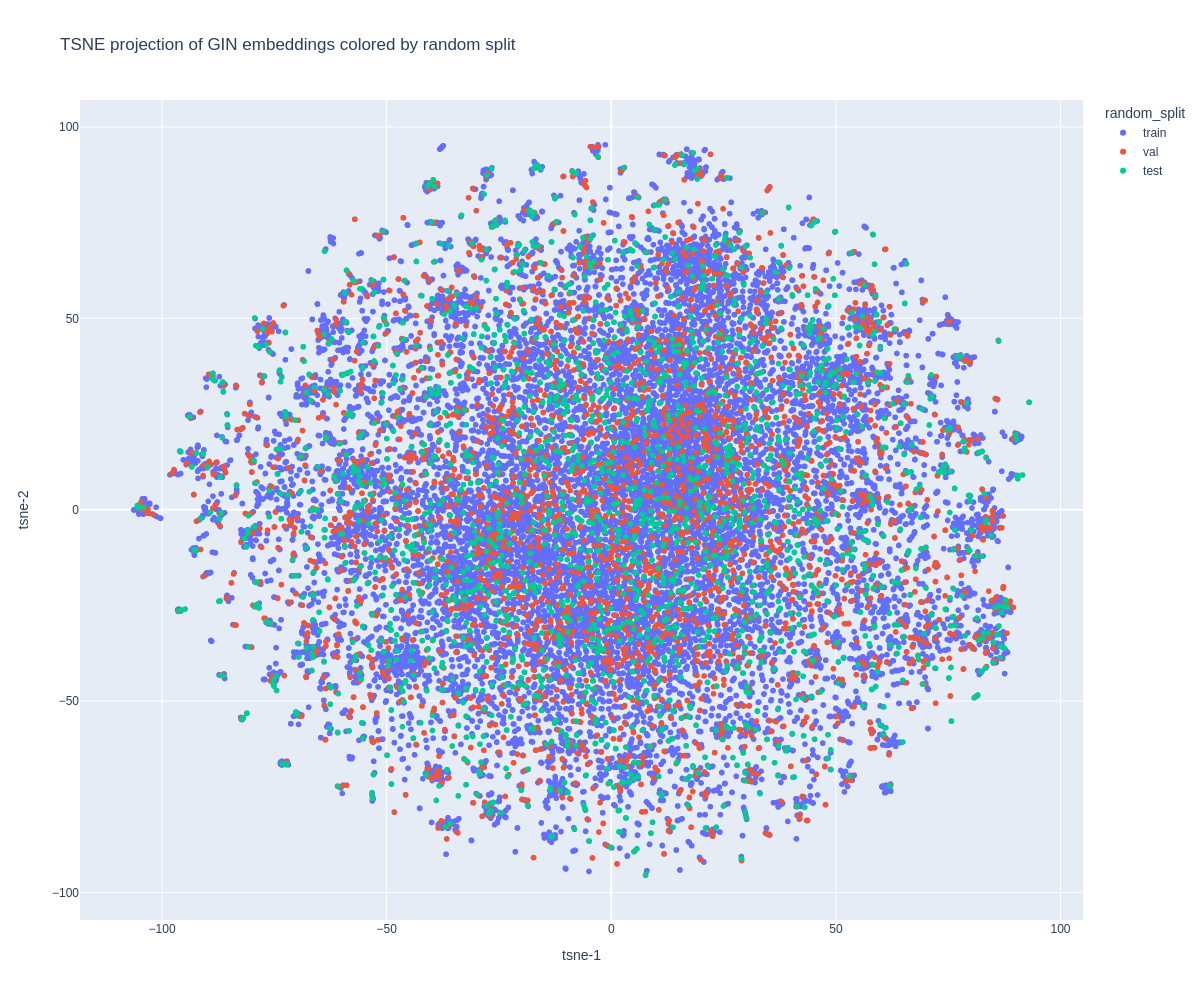 TSNE projection of GIN embeddings colored by random split
random_split
train
val
test
100
50
0
−50
−100
tsne-2
−100
−50
0
50
100
tsne-1